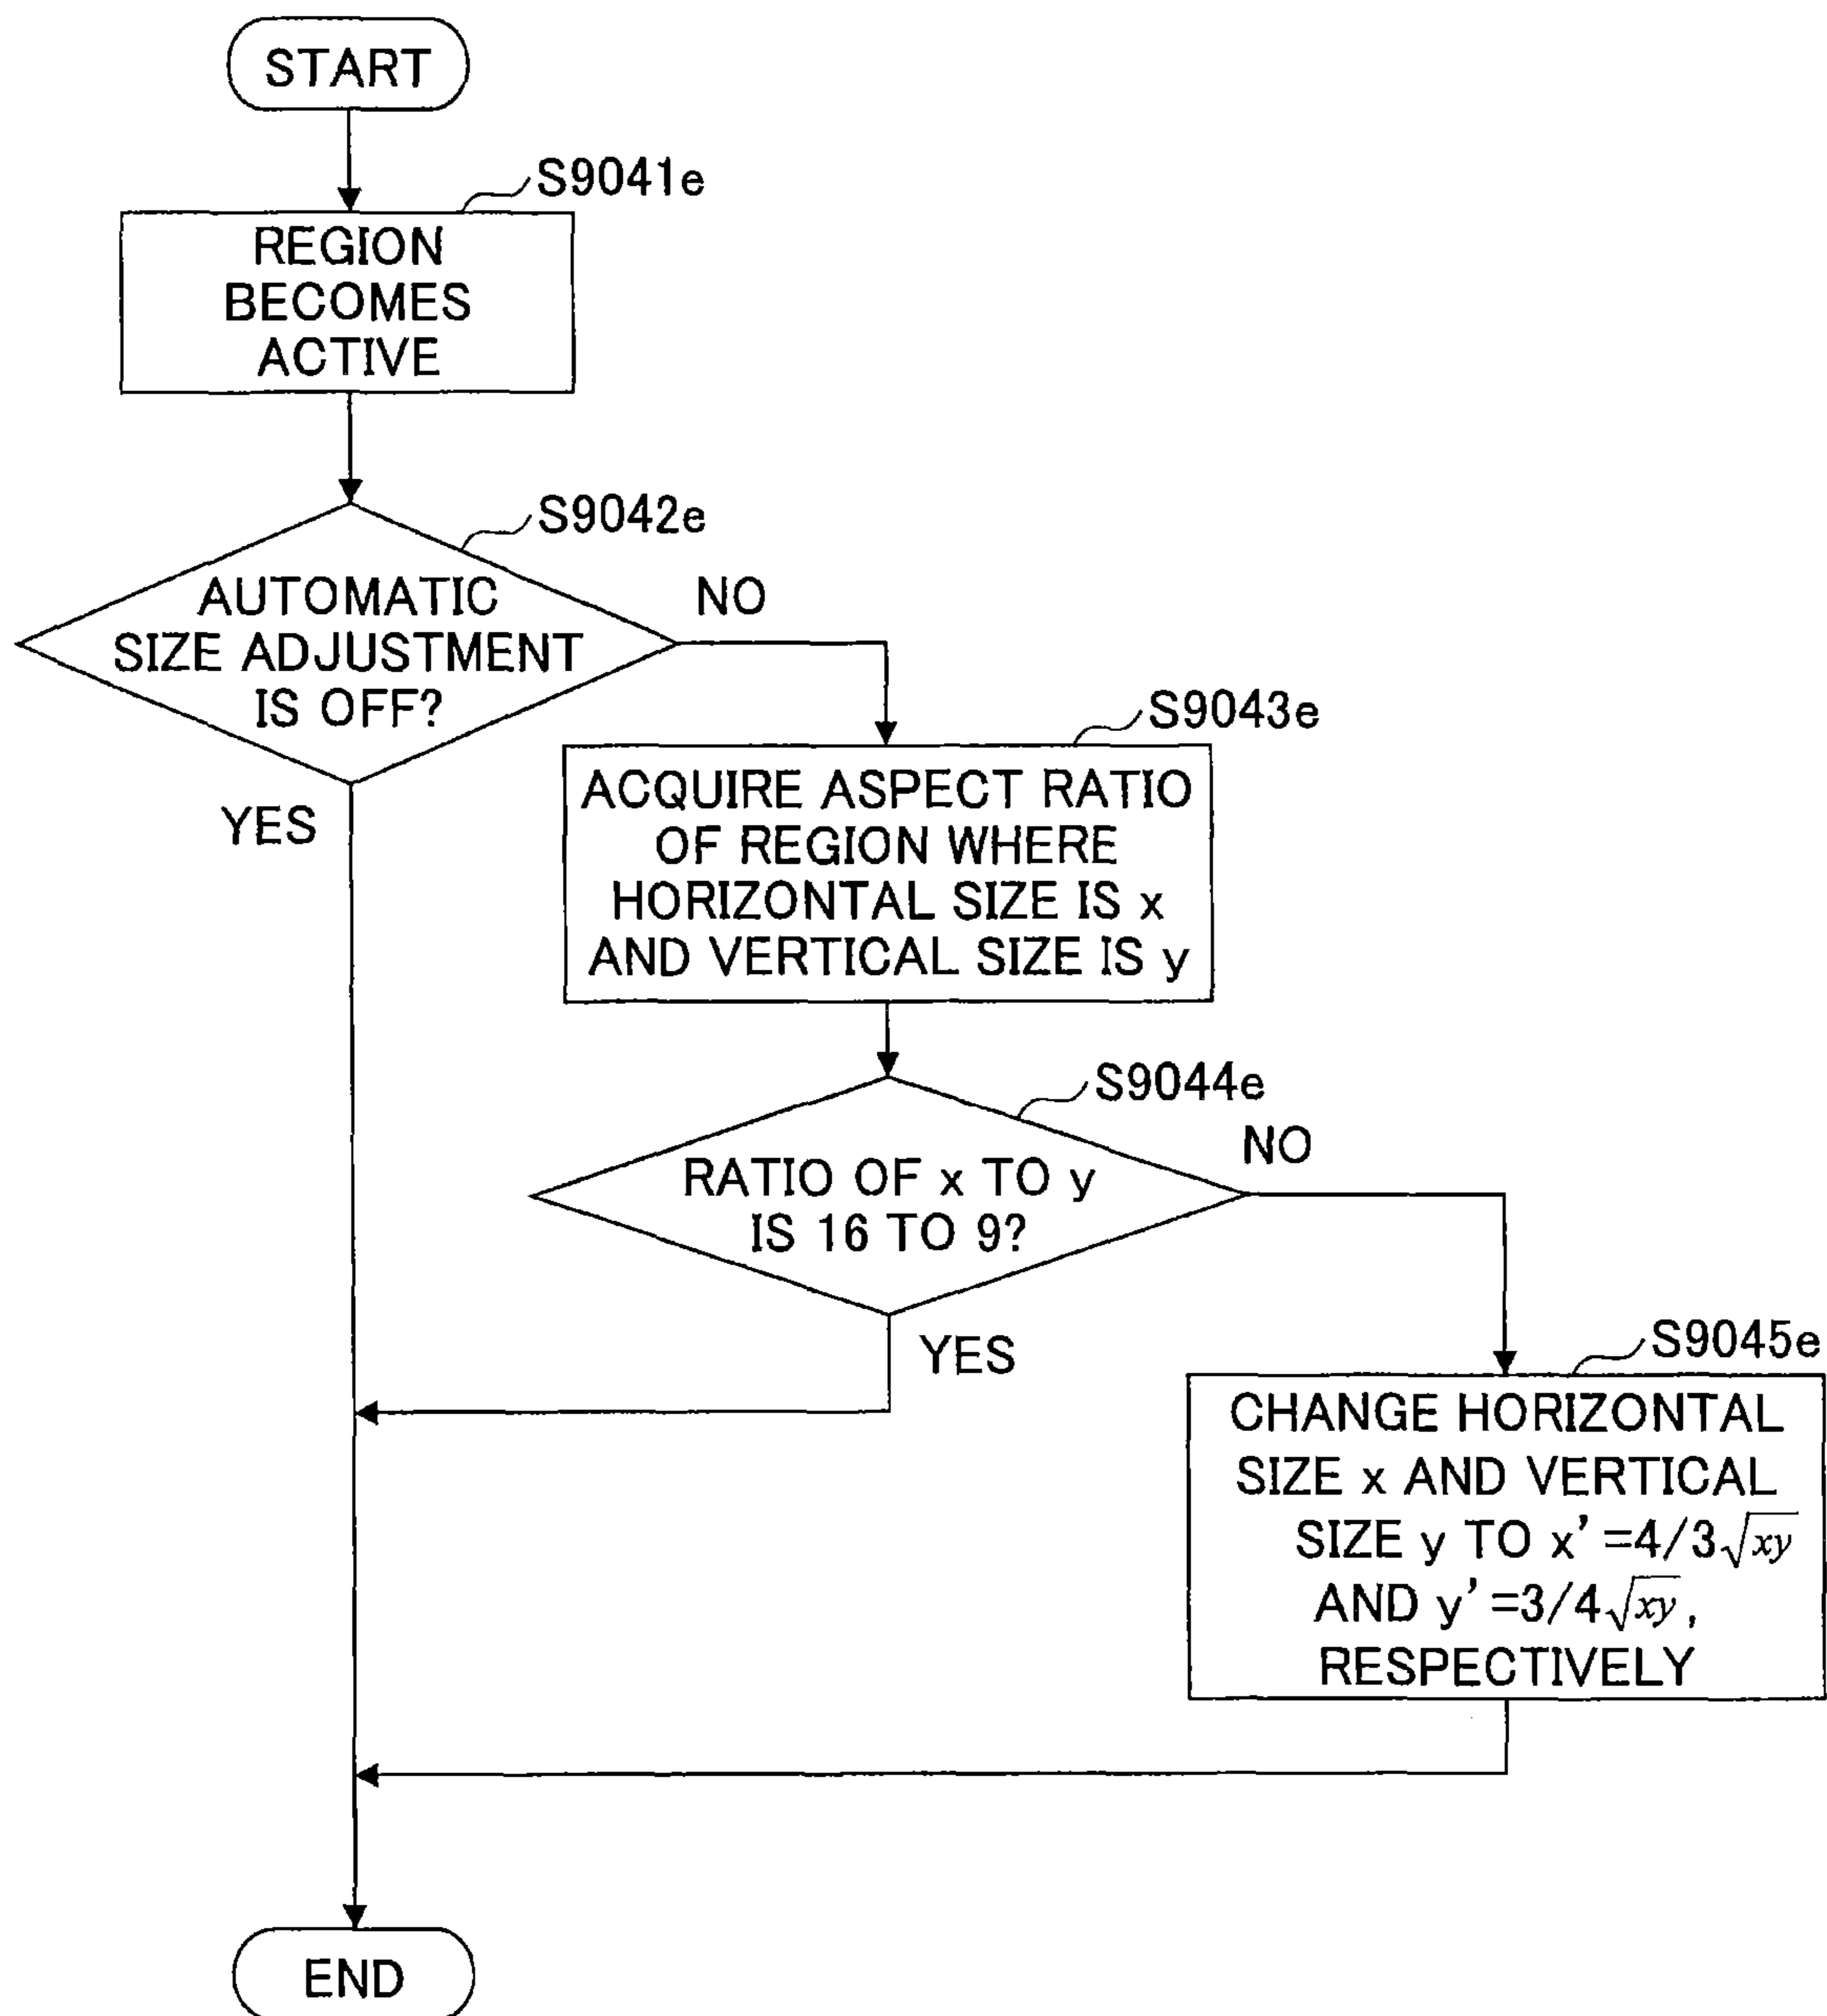 START
S9041e
REGION
BECOMES
ACTIVE
S9042e
AUTOMATIC
SIZE ADJUSTMENT
IS OFF?
NO
YES
S9043e
ACQUIRE ASPECT RATIO
OF REGION WHERE
HORIZONTAL SIZE IS x
AND VERTICAL SIZE IS y
S9044e
RATIO OF x TO y
IS 16 TO 9?
NO
YES
S9045e
CHANGE HORIZONTAL
SIZE x AND VERTICAL
SIZE y TO x'=4/3√xy
AND y'=3/4√xy,
RESPECTIVELY
END